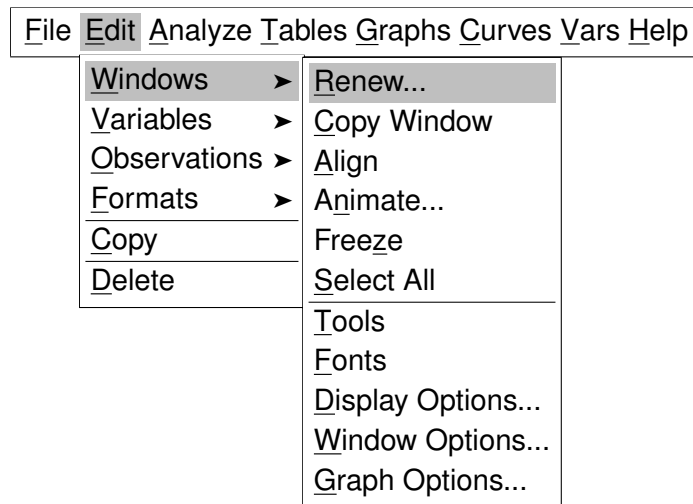 File Edit Analyze Tables Graphs Curves Vars Help
Windows ➤
Variables ➤
Observations ➤
Formats ➤
Copy
Delete
Renew...
Copy Window
Align
Animate...
Freeze
Select All
Tools
Fonts
Display Options...
Window Options...
Graph Options...